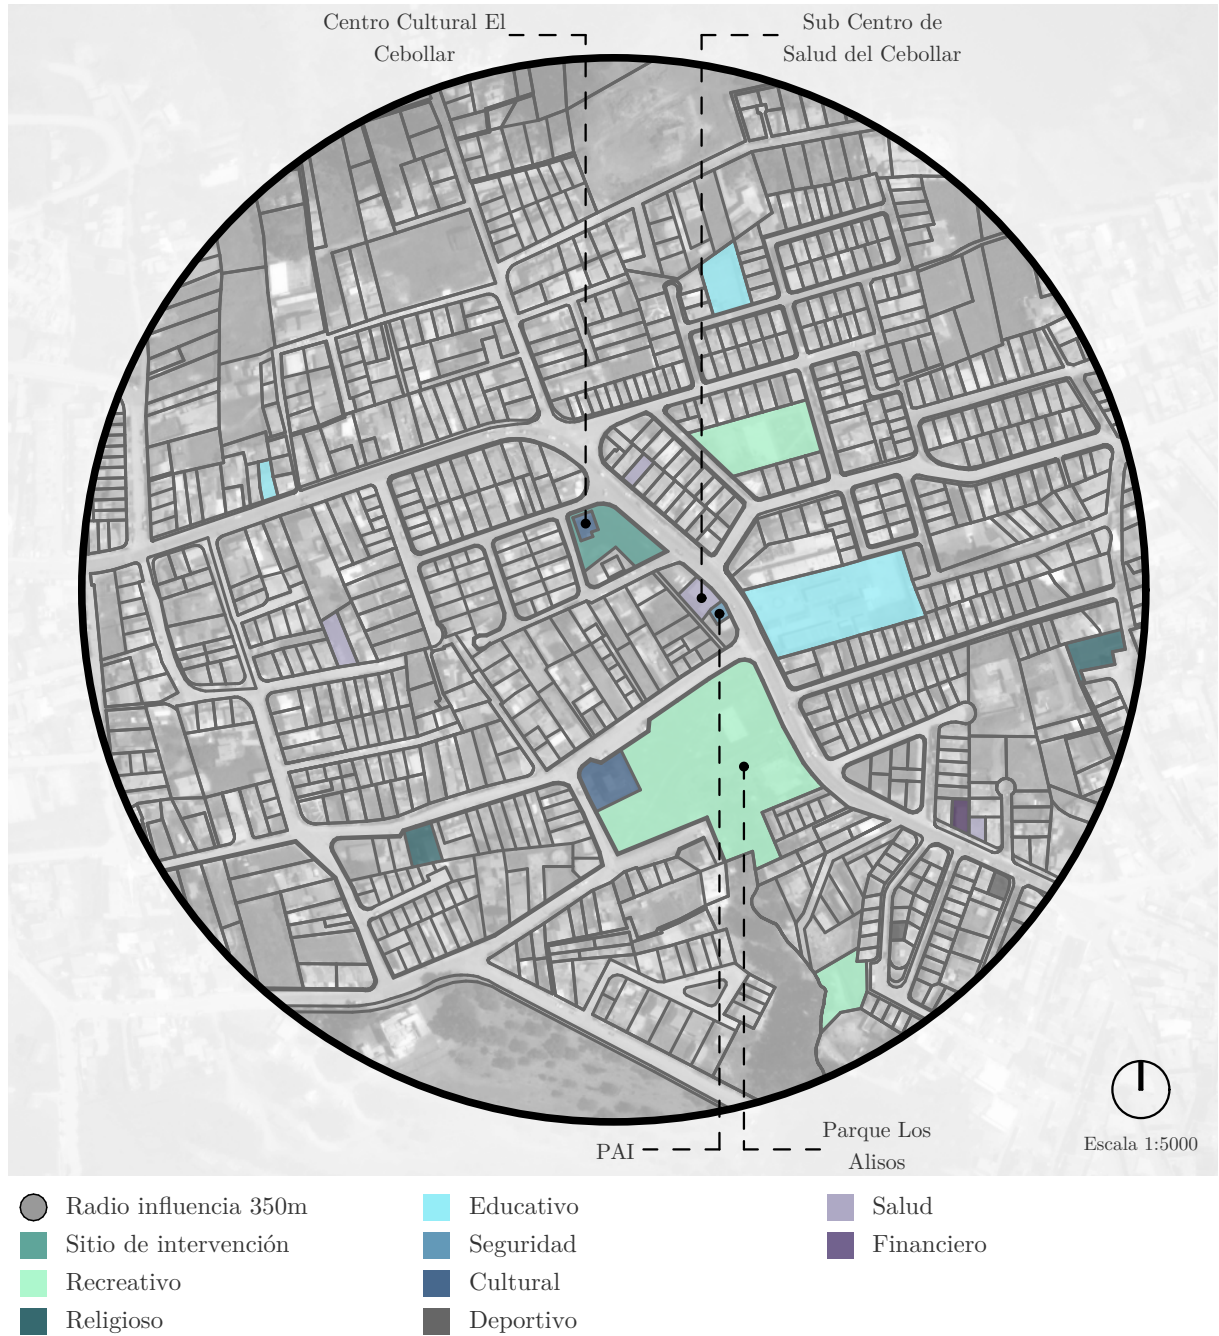 Centro Cultural El
Cebollar
Sub Centro de
Salud del Cebollar
PAI
Parque Los
Alisos
Escala 1:5000
Radio influencia 350m
Sitio de intervención
Recreativo
Religioso
Educativo
Seguridad
Cultural
Deportivo
Salud
Financiero